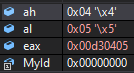 ah 0x04 '\x4'
al 0x05 '\x5'
eax 0x00d30405
MyId 0x00000000